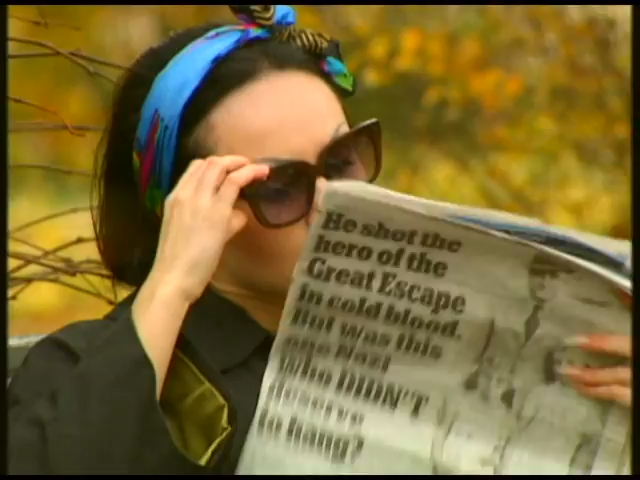 He shot the
hero of the
Great Escape
in cold blood.
But was this
one Nazi
who DIDN'T
deserve
to hang?